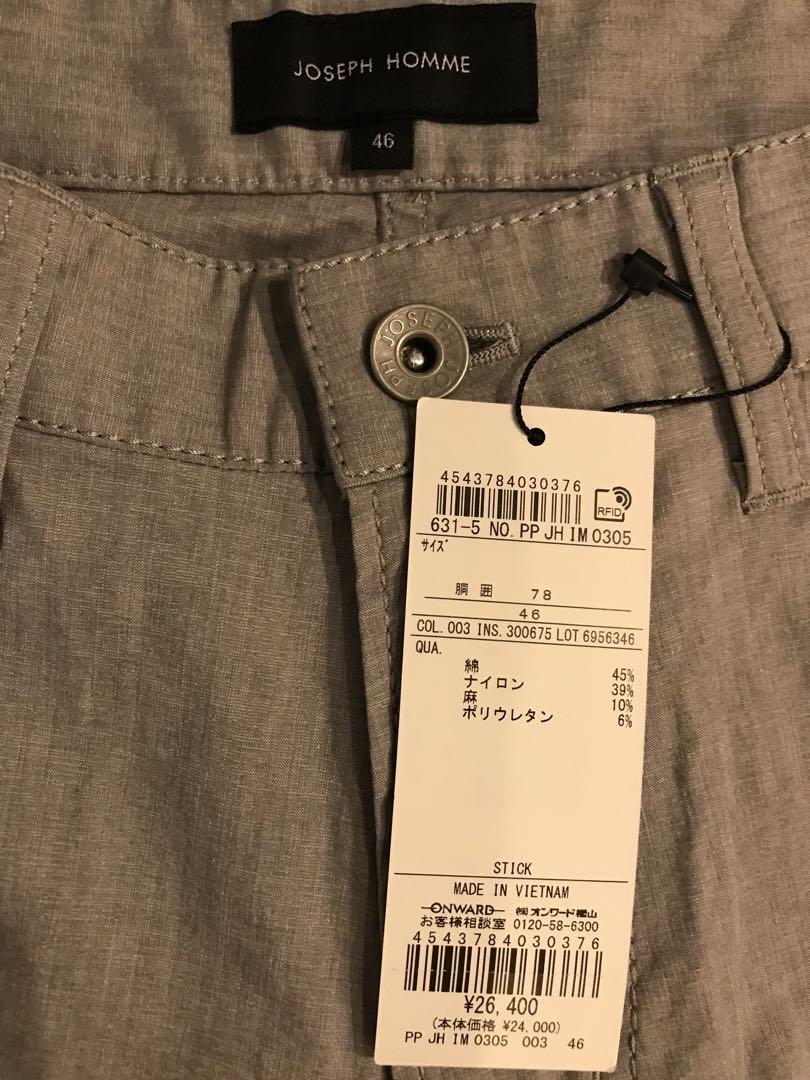 JOSEPH HOMME
46
JOSEPH JOSEPH
4543784030376
RFID
631-5 NO. PP JH IM 0305
ｻｲｽﾞ
胴囲 78
46
COL. 003 INS. 300675 LOT 6956346
QUA.
綿 45%
ナイロン 39%
麻 10%
ポリウレタン 6%
STICK
MADE IN VIETNAM
ONWARD ㈱オンワード樫山
お客様相談室 0120-58-6300
4543784030376
¥26,400
(本体価格 ¥24,000)
PP JH IM 0305 003 46